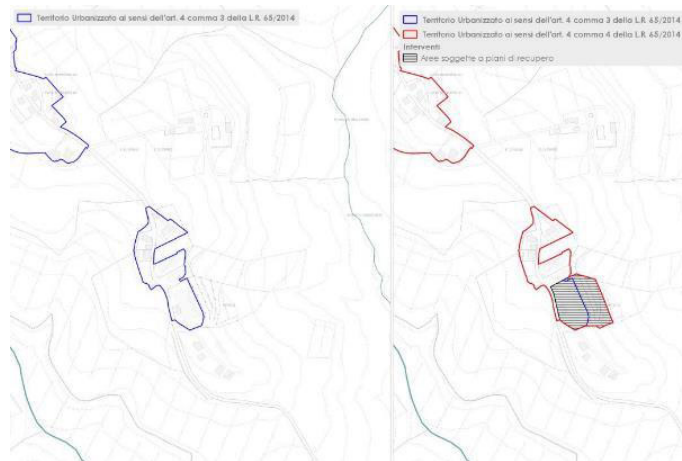 Territorio Urbanizzato ai sensi dell'art. 4 comma 3 della L.R. 65/2014
Territorio Urbanizzato ai sensi dell'art. 4 comma 3 della L.R. 65/2014
Territorio Urbanizzato ai sensi dell'art. 4 comma 4 della L.R. 65/2014
Interventi
Aree soggette a piani di recupero